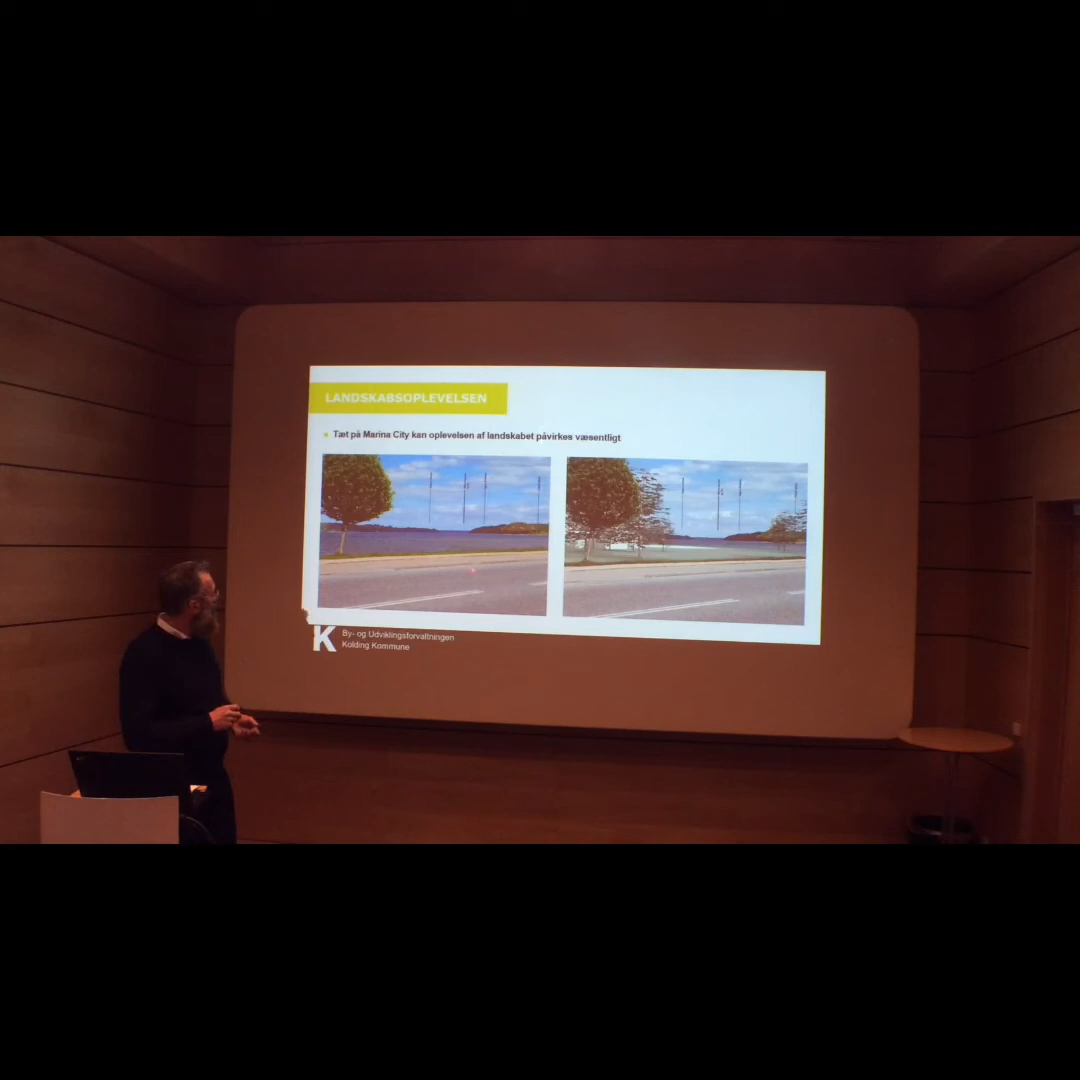 LANDSKABSOPLEVELSEN
Tæt på Marina City kan oplevelsen af landskabet påvirkes væsentligt
K
By- og Udviklingsforvaltningen
Kolding Kommune